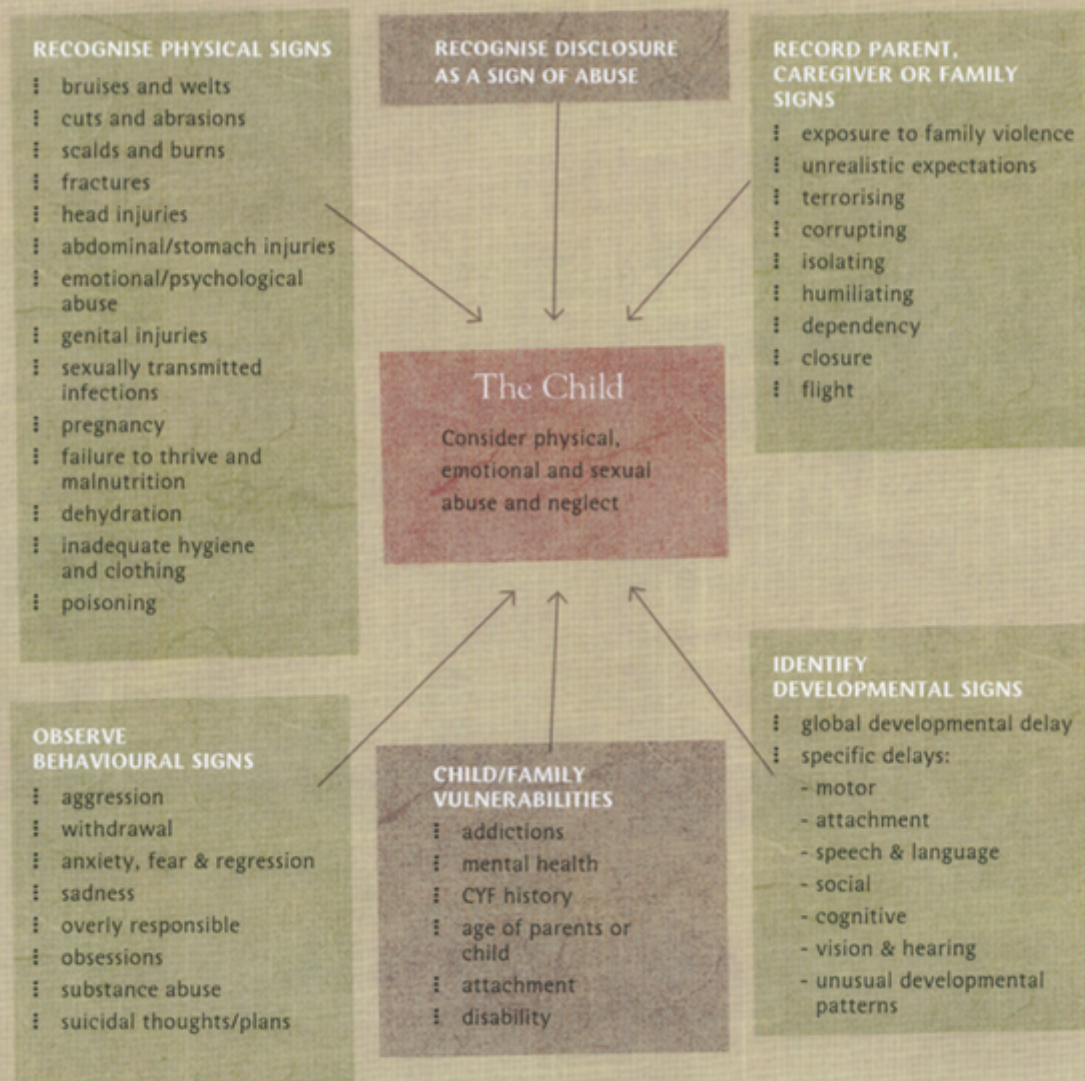 RECOGNISE PHYSICAL SIGNS
bruises and welts
cuts and abrasions
scalds and burns
fractures
head injuries
abdominal/stomach injuries
emotional/psychological
abuse
genital injuries
sexually transmitted
infections
pregnancy
failure to thrive and
malnutrition
dehydration
inadequate hygiene
and clothing
poisoning
RECOGNISE DISCLOSURE
AS A SIGN OF ABUSE
RECORD PARENT,
CAREGIVER OR FAMILY
SIGNS
exposure to family violence
unrealistic expectations
terrorising
corrupting
isolating
humiliating
dependency
closure
flight
The Child
Consider physical,
emotional and sexual
abuse and neglect
OBSERVE
BEHAVIOURAL SIGNS
aggression
withdrawal
anxiety, fear & regression
sadness
overly responsible
obsessions
substance abuse
suicidal thoughts/plans
CHILD/FAMILY
VULNERABILITIES
addictions
mental health
CYF history
age of parents or
child
attachment
disability
IDENTIFY
DEVELOPMENTAL SIGNS
global developmental delay
specific delays:
- motor
- attachment
- speech & language
- social
- cognitive
- vision & hearing
- unusual developmental
patterns